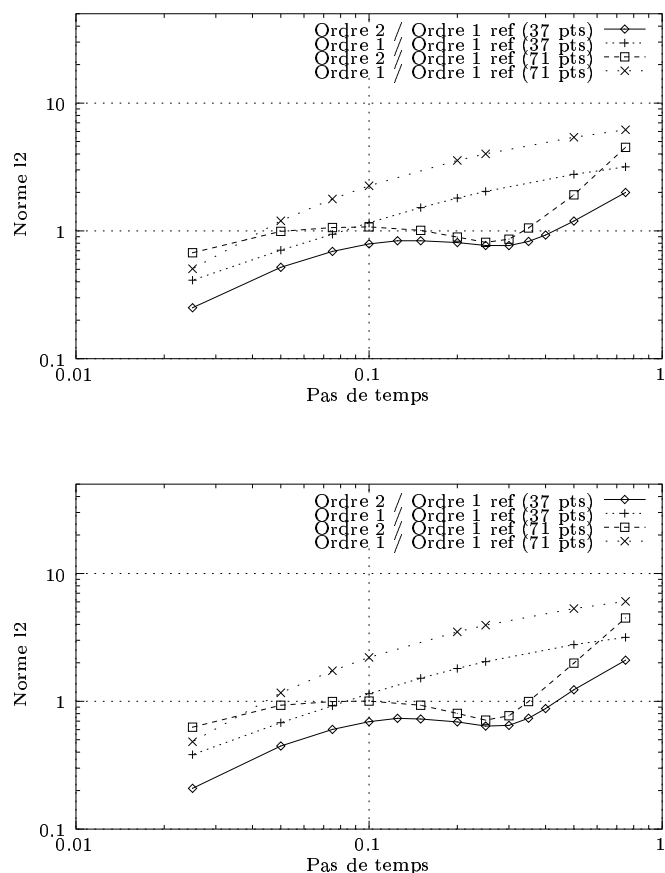 Ordre 2 / Ordre 1 ref (37 pts)
Ordre 1 / Ordre 1 ref (37 pts)
Ordre 2 / Ordre 1 ref (71 pts)
Ordre 1 / Ordre 1 ref (71 pts)
10
Norme l2
1
0.1
0.01 0.1 1
Pas de temps
Ordre 2 / Ordre 1 ref (37 pts)
Ordre 1 / Ordre 1 ref (37 pts)
Ordre 2 / Ordre 1 ref (71 pts)
Ordre 1 / Ordre 1 ref (71 pts)
10
Norme l2
1
0.1
0.01 0.1 1
Pas de temps